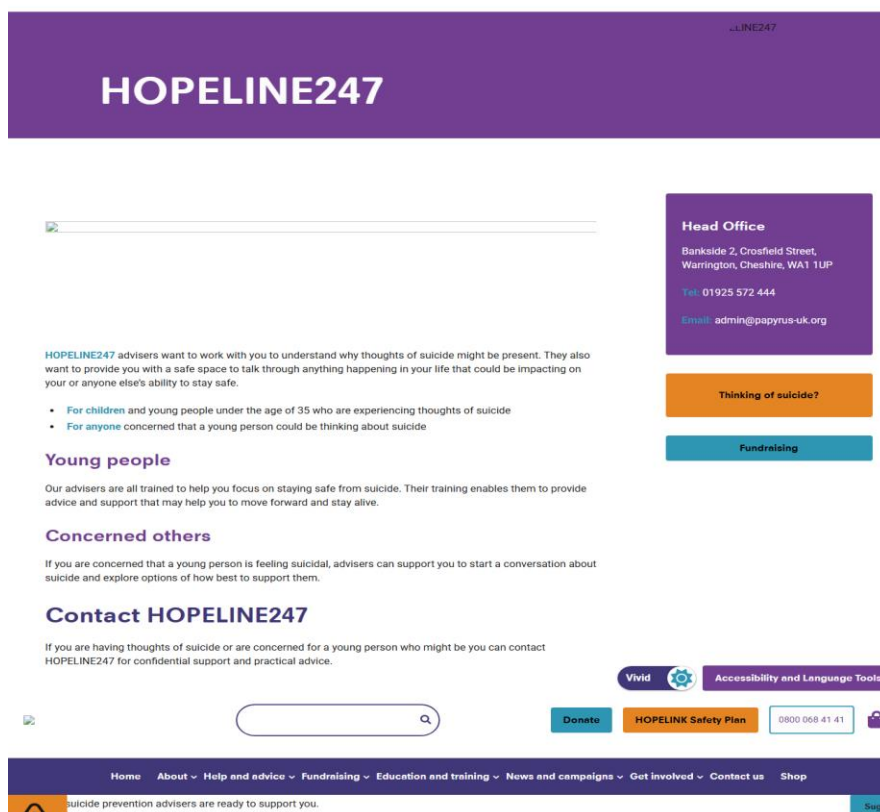 LINE247
HOPELINE247
Head Office
Bankside 2, Crosfield Street,
Warrington, Cheshire, WA1 1UP
Tel: 01925 572 444
Email: admin@papyrus-uk.org
HOPELINE247 advisers want to work with you to understand why thoughts of suicide might be present. They also
want to provide you with a safe space to talk through anything happening in your life that could be impacting on
your or anyone else's ability to stay safe.
• For children and young people under the age of 35 who are experiencing thoughts of suicide
• For anyone concerned that a young person could be thinking about suicide
Thinking of suicide?
Fundraising
Young people
Our advisers are all trained to help you focus on staying safe from suicide. Their training enables them to provide
advice and support that may help you to move forward and stay alive.
Concerned others
If you are concerned that a young person is feeling suicidal, advisers can support you to start a conversation about
suicide and explore options of how best to support them.
Contact HOPELINE247
If you are having thoughts of suicide or are concerned for a young person who might be you can contact
HOPELINE247 for confidential support and practical advice.
Vivid
Accessibility and Language Tools
Donate
HOPELINK Safety Plan
0800 068 41 41
Home About Help and advice Fundraising Education and training News and campaigns Get involved Contact us Shop
suicide prevention advisers are ready to support you.